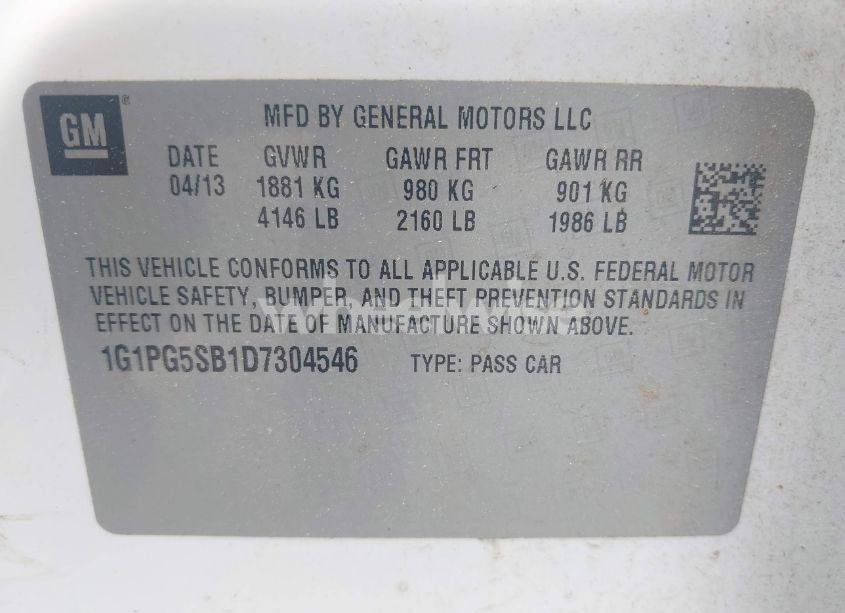 GM ®
MFD BY GENERAL MOTORS LLC
DATE GVWR GAWR FRT GAWR RR
04/13 1881 KG 980 KG 901 KG
4146 LB 2160 LB 1986 LB
THIS VEHICLE CONFORMS TO ALL APPLICABLE U.S. FEDERAL MOTOR
VEHICLE SAFETY, BUMPER, AND THEFT PREVENTION STANDARDS IN
EFFECT ON THE DATE OF MANUFACTURE SHOWN ABOVE.
1G1PG5SB1D7304546 TYPE: PASS CAR